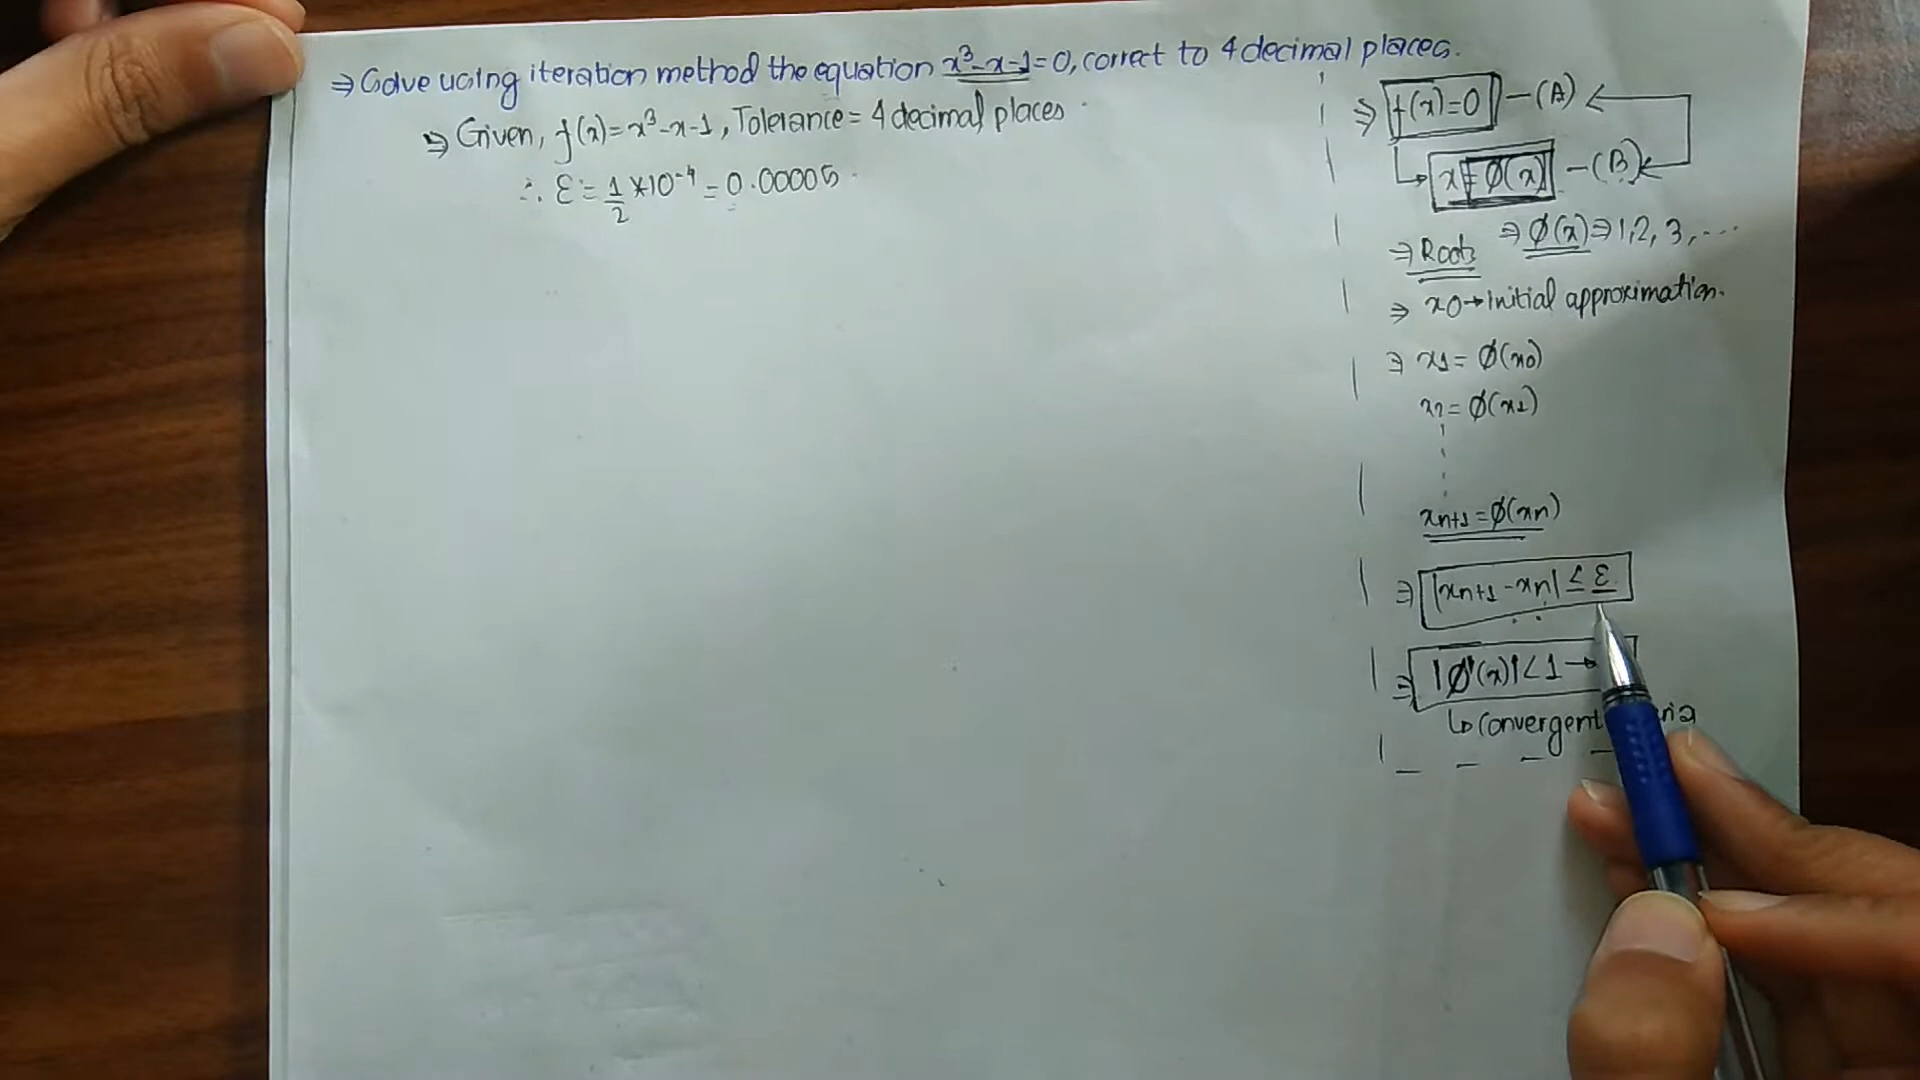 ⇒ Solve using iteration method the equation x³-x-1=0, correct to 4 decimal places.
⇒ Given, f(x)=x³-x-1, Tolerance = 4 decimal places.
∴ Ɛ = 1/2 ×10⁻⁴ = 0.00005
⇒ f(x)=0 - (A)
x = ø(x) - (B)
⇒ Roots ⇒ ø(x) ⇒ 1, 2, 3, ...
⇒ x0 → Initial approximation.
⇒ x1 = ø(x0)
x2 = ø(x1)
xn+1 = ø(xn)
⇒ |xn+1 - xn| ≤ Ɛ
⇒ |ø'(x)| < 1 →
↳ Convergent